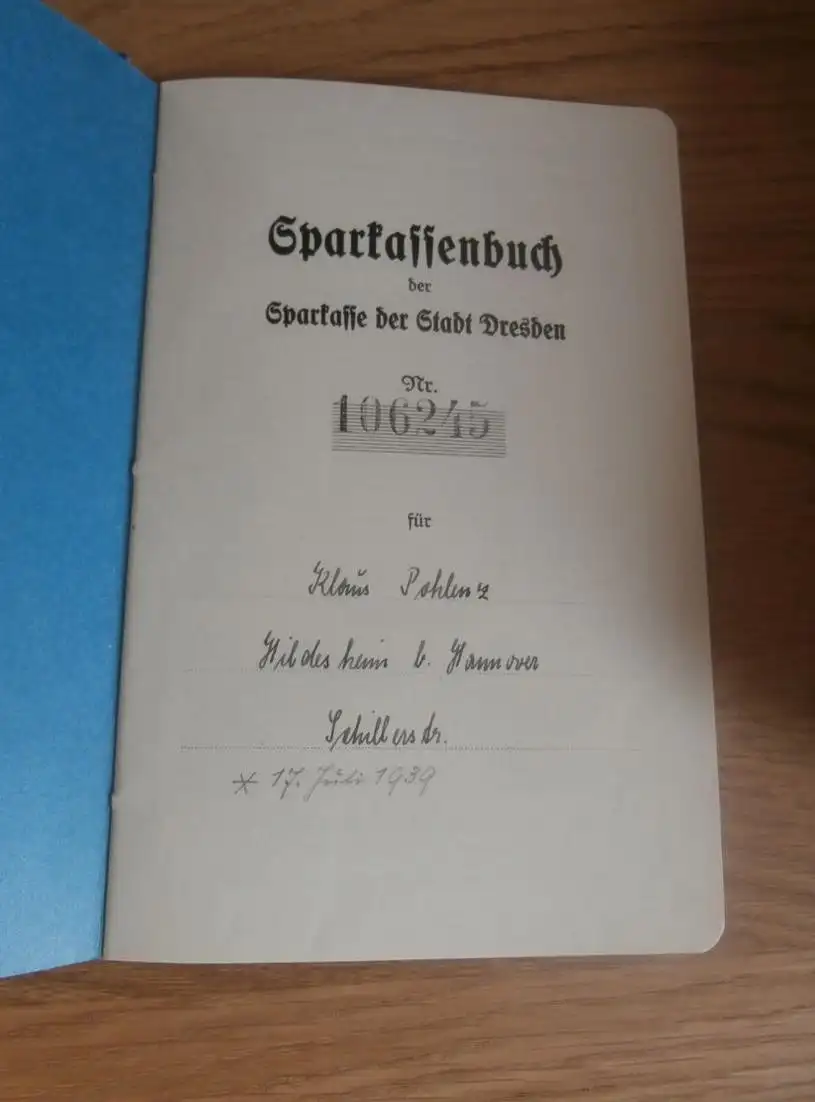 Sparkassenbuch
der
Sparkasse der Stadt Dresden
Nr.
106245
für
Klaus Pohlenz
Hildesheim b. Hannover
Schillerstr.
* 17. Juli 1939